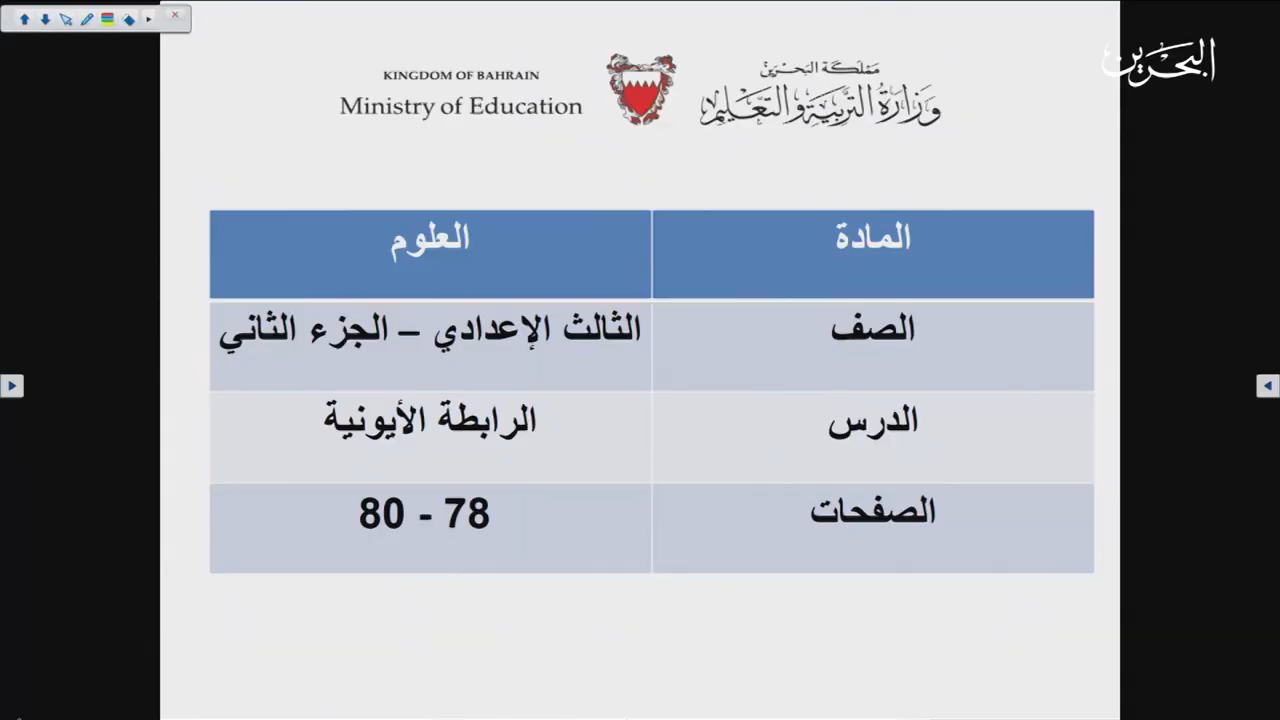 البحرين
مملكة البحرين
وزارة التربية والتعليم
KINGDOM OF BAHRAIN
Ministry of Education
المادة العلوم
الصف الثالث الإعدادي – الجزء الثاني
الدرس الرابطة الأيونية
الصفحات 78 - 80